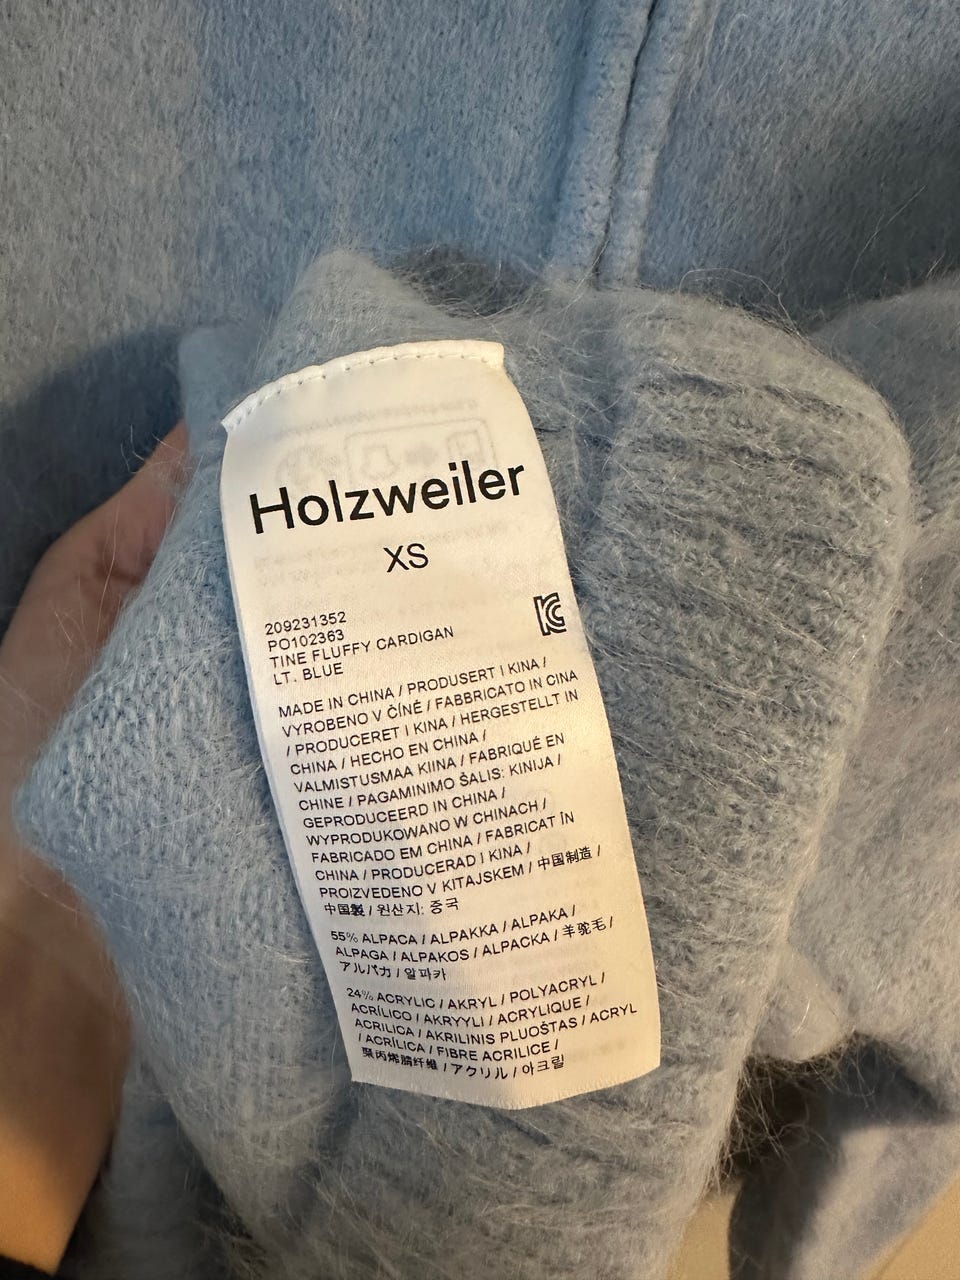 Holzweiler
XS
209231352
PO102363
TINE FLUFFY CARDIGAN
LT. BLUE
MADE IN CHINA / PRODUSERT I KINA /
VYROBENO V ČÍNĚ / FABBRICATO IN CINA
/ PRODUCERET I KINA / HERGESTELLT IN
CHINA / HECHO EN CHINA /
VALMISTUSMAA KIINA / FABRIQUÉ EN
CHINE / PAGAMINIMO ŠALIS: KINIJA /
GEPRODUCEERD IN CHINA /
WYPRODUKOWANO W CHINACH /
FABRICADO EM CHINA / FABRICAT ÎN
CHINA / PRODUCERAD I KINA /
PROIZVEDENO V KITAJSKEM / 中国制造 /
中国製 / 원산지: 중국
55% ALPACA / ALPAKKA / ALPAKA /
ALPAGA / ALPAKOS / ALPACKA / 羊驼毛 /
アルパカ / 알파카
24% ACRYLIC / AKRYL / POLYACRYL /
ACRÍLICO / AKRYYLI / ACRYLIQUE /
ACRILICA / AKRILINIS PLUOŠTAS / ACRYL
/ ACRÍLICA / FIBRE ACRILICE /
聚丙烯腈纤维 / アクリル / 아크릴